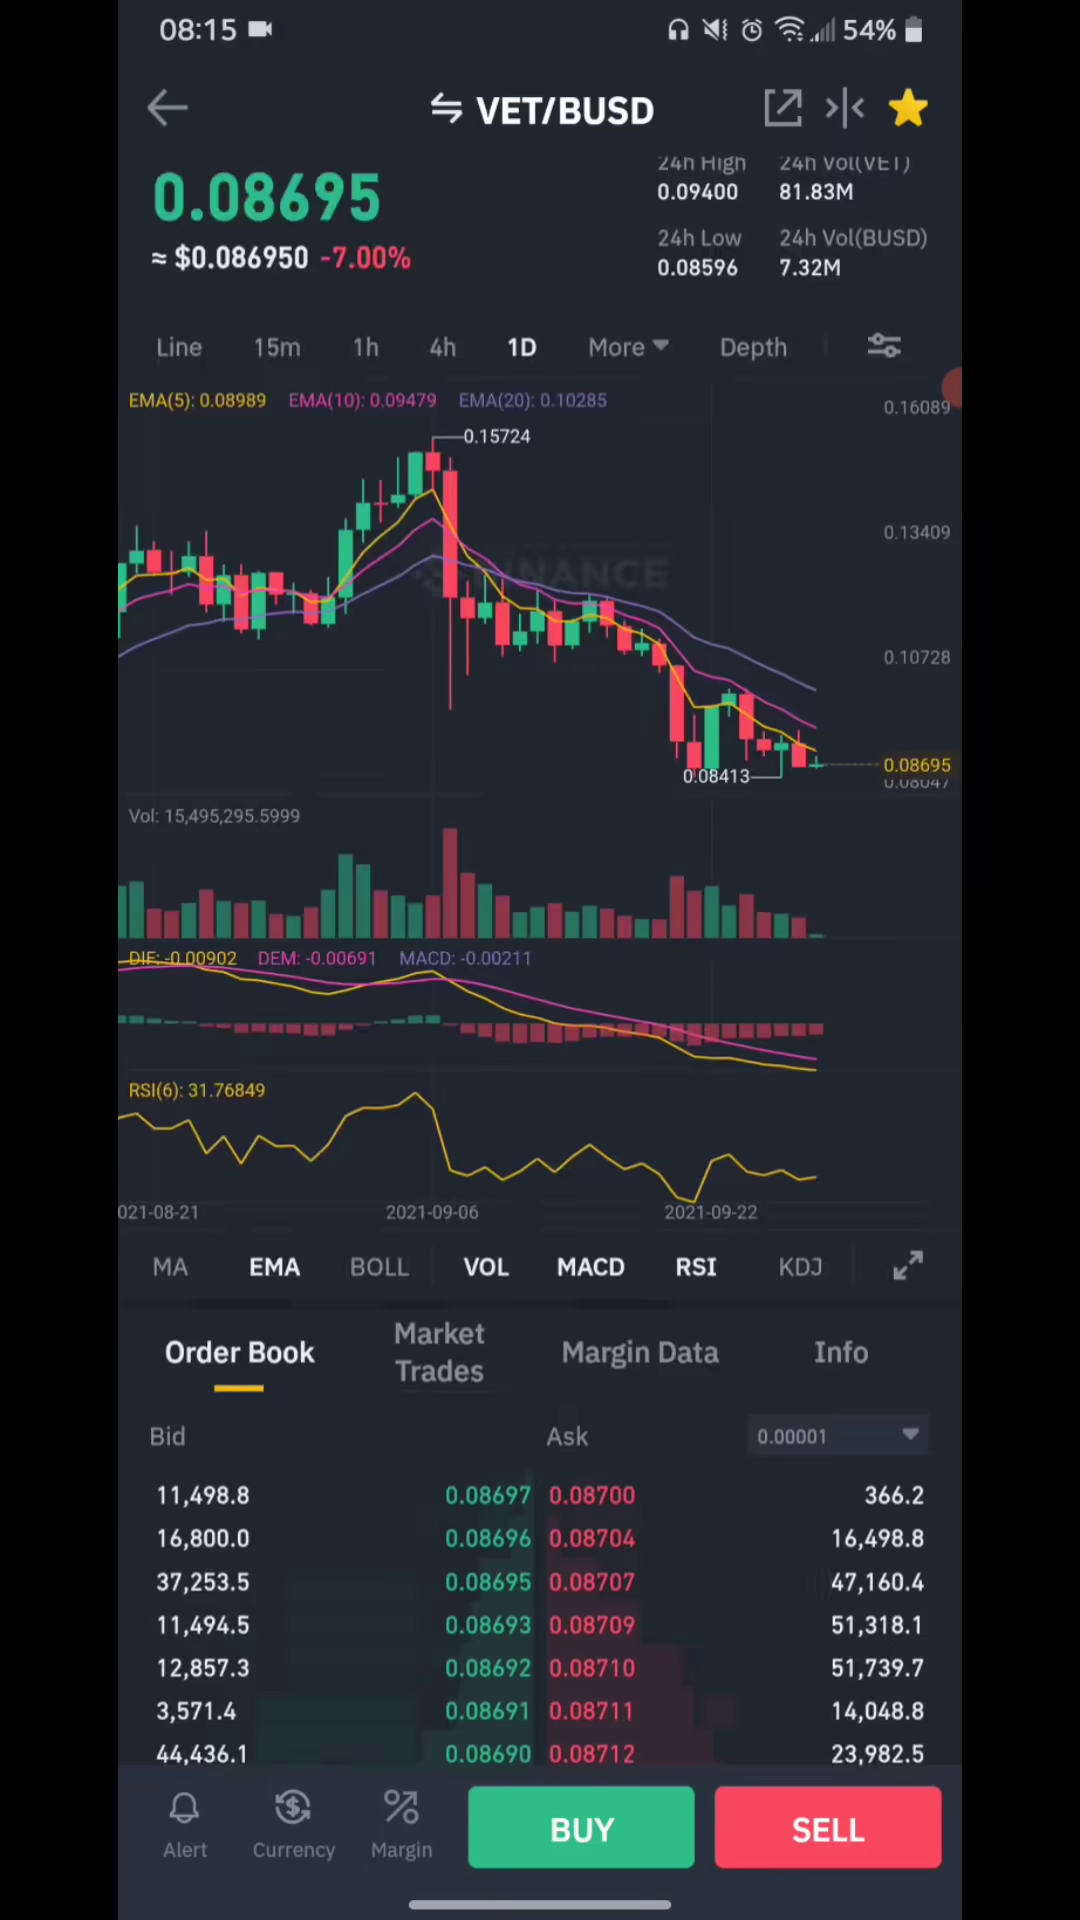 08:15
54%
VET/BUSD
0.08695
≈ $0.086950 -7.00%
24h High
0.09400
24h Vol(VET)
81.83M
24h Low
0.08596
24h Vol(BUSD)
7.32M
Line 15m 1h 4h 1D More Depth
EMA(5): 0.08989 EMA(10): 0.09479 EMA(20): 0.10285
0.16089
0.15724
0.13409
BINANCE
0.10728
0.08695
0.08413
0.08047
Vol: 15,495,295.5999
DIF: -0.00902 DEM: -0.00691 MACD: -0.00211
RSI(6): 31.76849
021-08-21 2021-09-06 2021-09-22
MA EMA BOLL VOL MACD RSI KDJ
Order Book
Market
Trades
Margin Data
Info
Bid Ask 0.00001
11,498.8 0.08697 0.08700 366.2
16,800.0 0.08696 0.08704 16,498.8
37,253.5 0.08695 0.08707 47,160.4
11,494.5 0.08693 0.08709 51,318.1
12,857.3 0.08692 0.08710 51,739.7
3,571.4 0.08691 0.08711 14,048.8
44,436.1 0.08690 0.08712 23,982.5
Alert Currency Margin BUY SELL